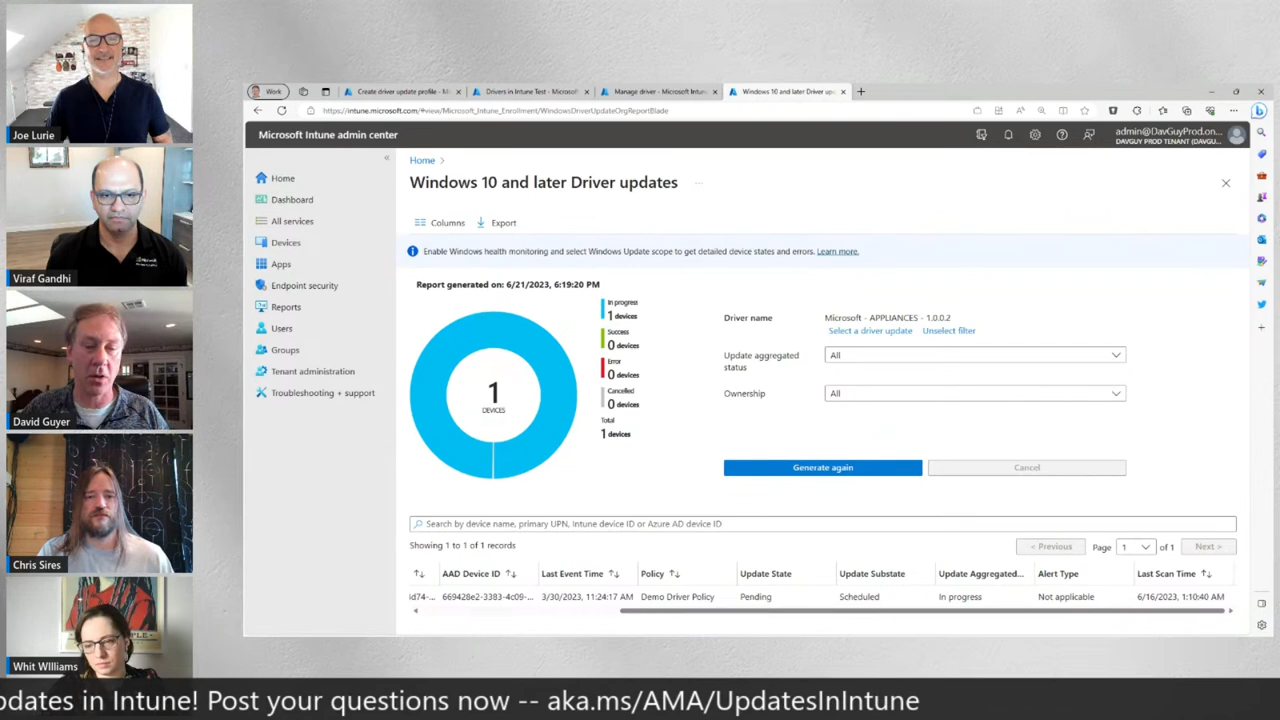 Joe Lurie
Viraf Gandhi
Microsoft
David Guyer
Chris Sires
Whit WIlliams
Work
Create driver update profile - M
Drivers in Intune Test - Microsoft
Manage driver - Microsoft Intune
Windows 10 and later Driver upd
https://intune.microsoft.com/#view/Microsoft_Intune_Enrollment/WindowsDriverUpdateOrgReportBlade
Microsoft Intune admin center
admin@DavGuyProd.on...
DAVGUY PROD TENANT (DAVGU...
Home
Dashboard
All services
Devices
Apps
Endpoint security
Reports
Users
Groups
Tenant administration
Troubleshooting + support
Home >
Windows 10 and later Driver updates ...
Columns Export
Enable Windows health monitoring and select Windows Update scope to get detailed device states and errors. Learn more.
Report generated on: 6/21/2023, 6:19:20 PM
1
DEVICES
In progress
1 devices
Success
0 devices
Error
0 devices
Cancelled
0 devices
Total
1 devices
Driver name Microsoft - APPLIANCES - 1.0.0.2
Select a driver update Unselect filter
Update aggregated status All
Ownership All
Generate again Cancel
Search by device name, primary UPN, Intune device ID or Azure AD device ID
Showing 1 to 1 of 1 records
< Previous Page 1 of 1 Next >
AAD Device ID Last Event Time Policy Update State Update Substate Update Aggregated... Alert Type Last Scan Time
id74-... 669428e2-3383-4c09-... 3/30/2023, 11:24:17 AM Demo Driver Policy Pending Scheduled In progress Not applicable 6/16/2023, 1:10:40 AM
pdates in Intune! Post your questions now -- aka.ms/AMA/UpdatesInIntune